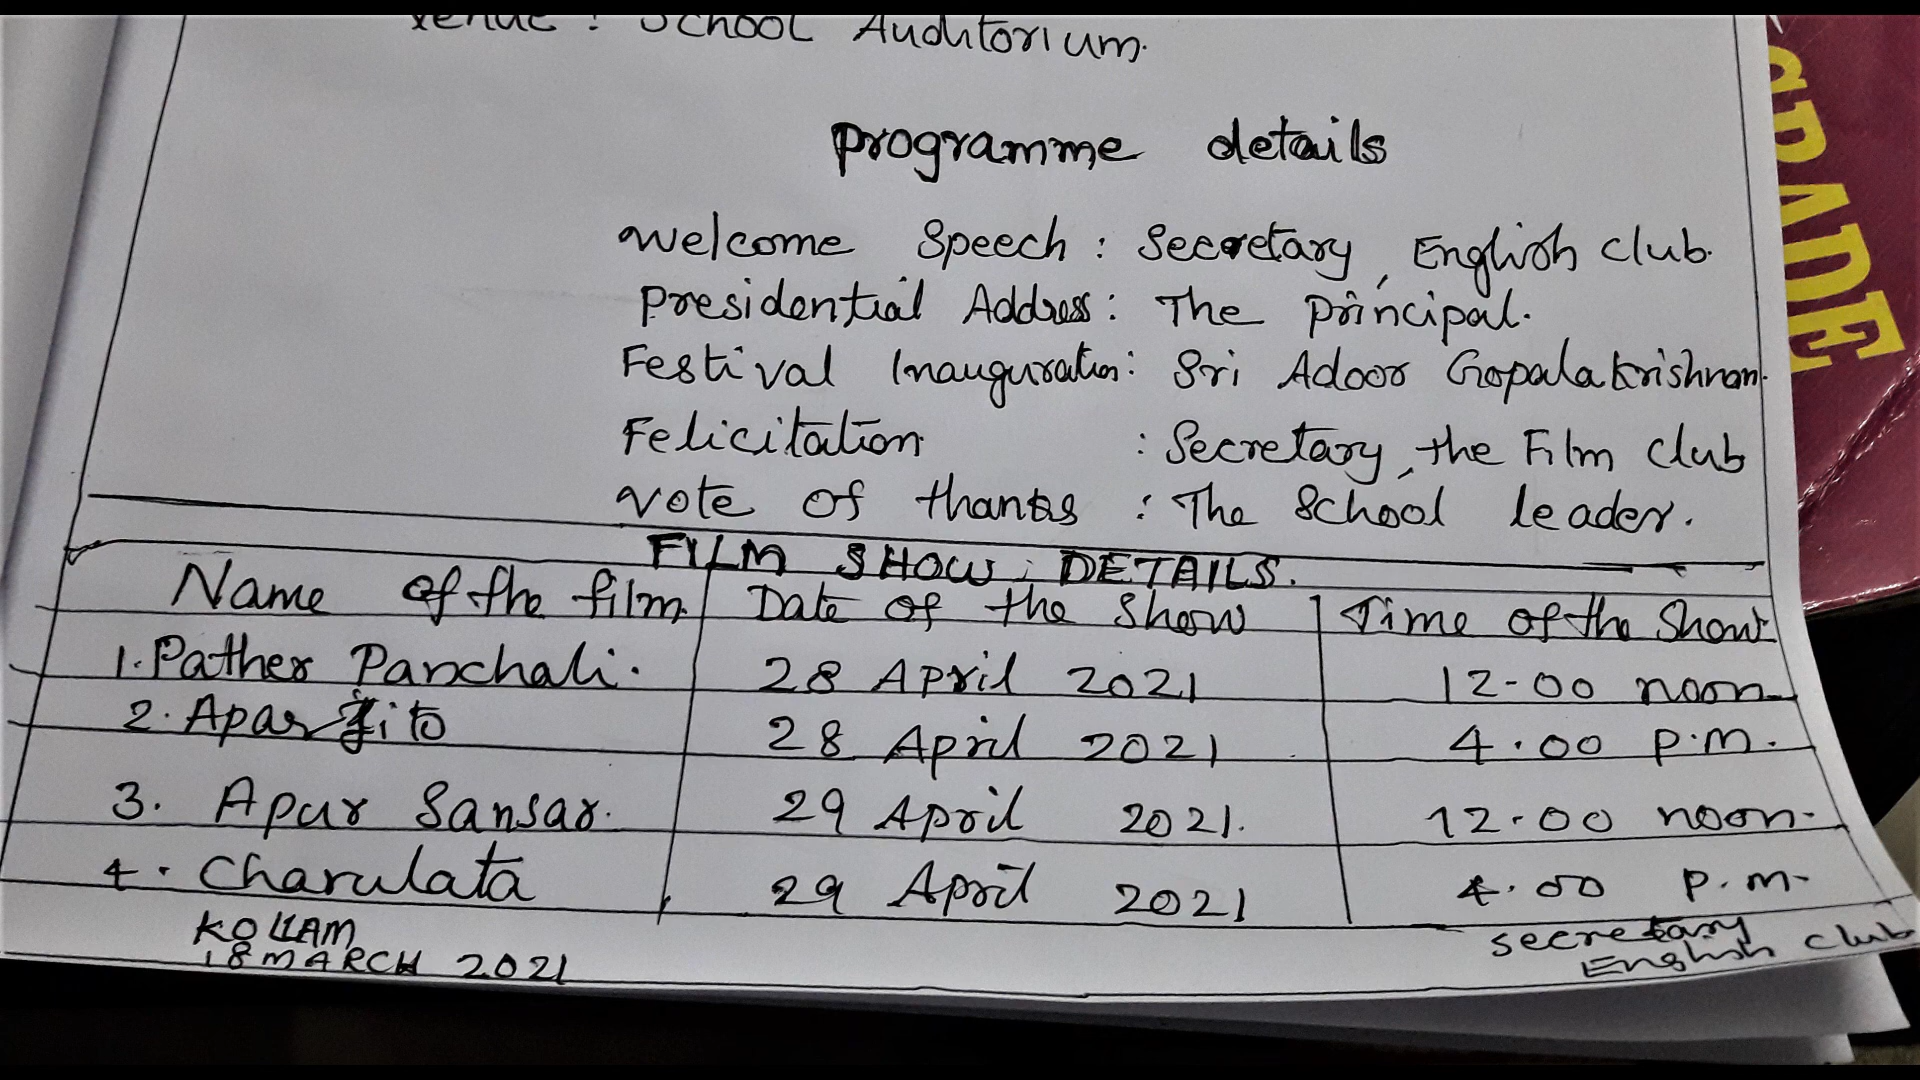 Venue : School Auditorium.
Programme details
Welcome Speech : Secretary, English Club.
Presidential Address : The Principal.
Festival Inauguration : Sri Adoor Gopalakrishnan.
Felicitation : Secretary, the Film Club
Vote of thanks : The School leader.
FILM SHOW DETAILS.
Name of the film Date of the Show Time of the Show
1. Pather Panchali. 28 April 2021 12.00 noon
2. Aparjito 28 April 2021 4.00 p.m.
3. Apur Sansar. 29 April 2021. 12.00 noon.
4. Charulata 29 April 2021 4.00 p.m.
KOLLAM
18 MARCH 2021
Secretary
English Club
GRADE